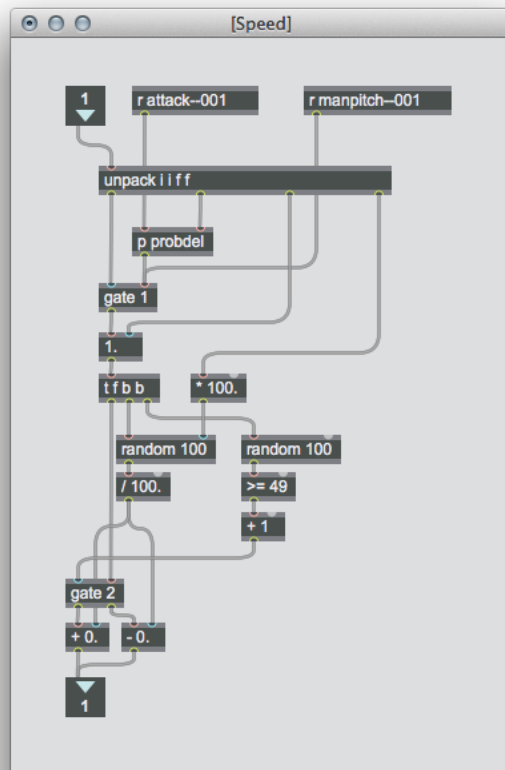 [Speed]
1
r attack--001
r manpitch--001
unpack i i f f
p probdel
gate 1
1.
t f b b
* 100.
random 100
random 100
/ 100.
>= 49
+ 1
gate 2
+ 0.
- 0.
1